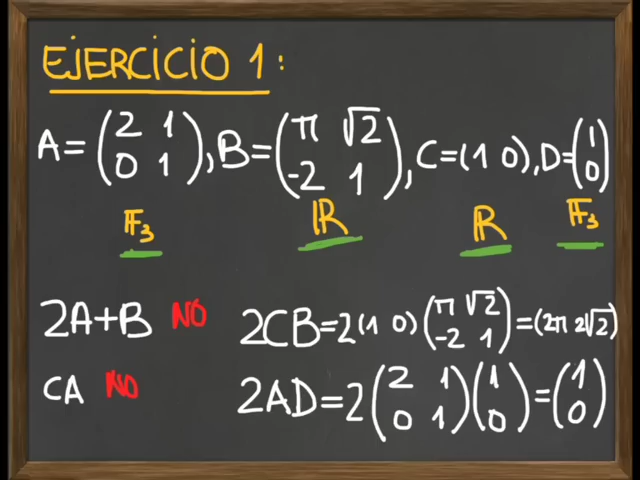 EJERCICIO 1:
A = (2 1 0 1), B = (π √2 -2 1), C = (1 0), D = (1 0)
𝔽₃ ℝ ℝ 𝔽₃
2A+B NO 2CB = 2 (1 0) (π √2 -2 1) = (2π 2√2)
CA NO 2AD = 2 (2 1 0 1) (1 0) = (1 0)